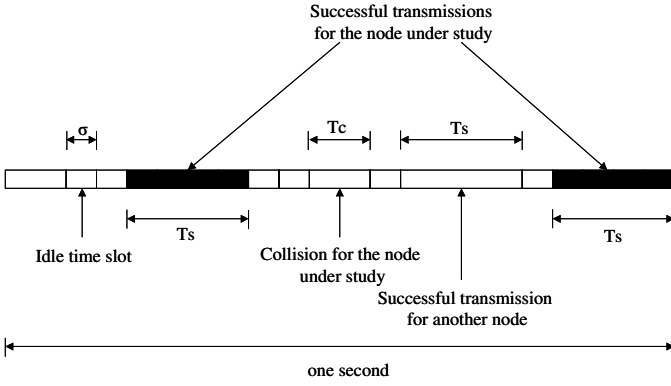 Successful transmissions
for the node under study
σ
Tc
Ts
Ts
Ts
Idle time slot
Collision for the node
under study
Successful transmission
for another node
one second